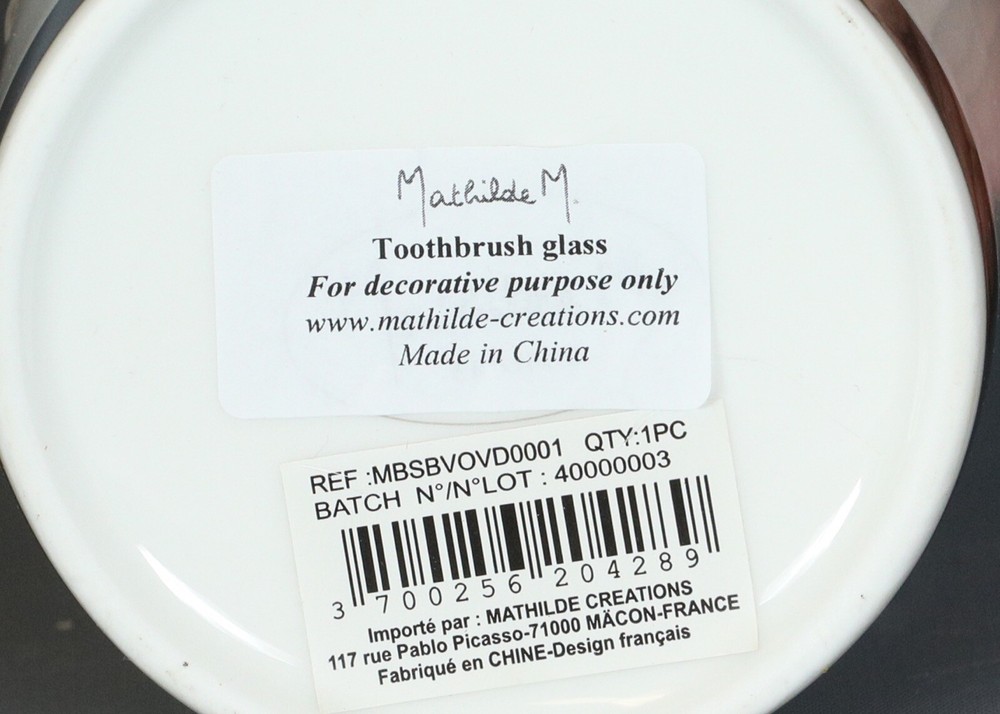 Mathilde M.
Toothbrush glass
For decorative purpose only
www.mathilde-creations.com
Made in China
REF :MBSBVOVD0001 QTY:1PC
BATCH N°/N°LOT : 40000003
3 700256 204289
Importé par : MATHILDE CREATIONS
117 rue Pablo Picasso-71000 MÄCON-FRANCE
Fabriqué en CHINE-Design français